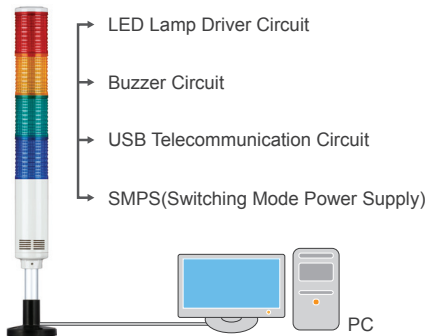 LED Lamp Driver Circuit
Buzzer Circuit
USB Telecommunication Circuit
SMPS(Switching Mode Power Supply)
PC